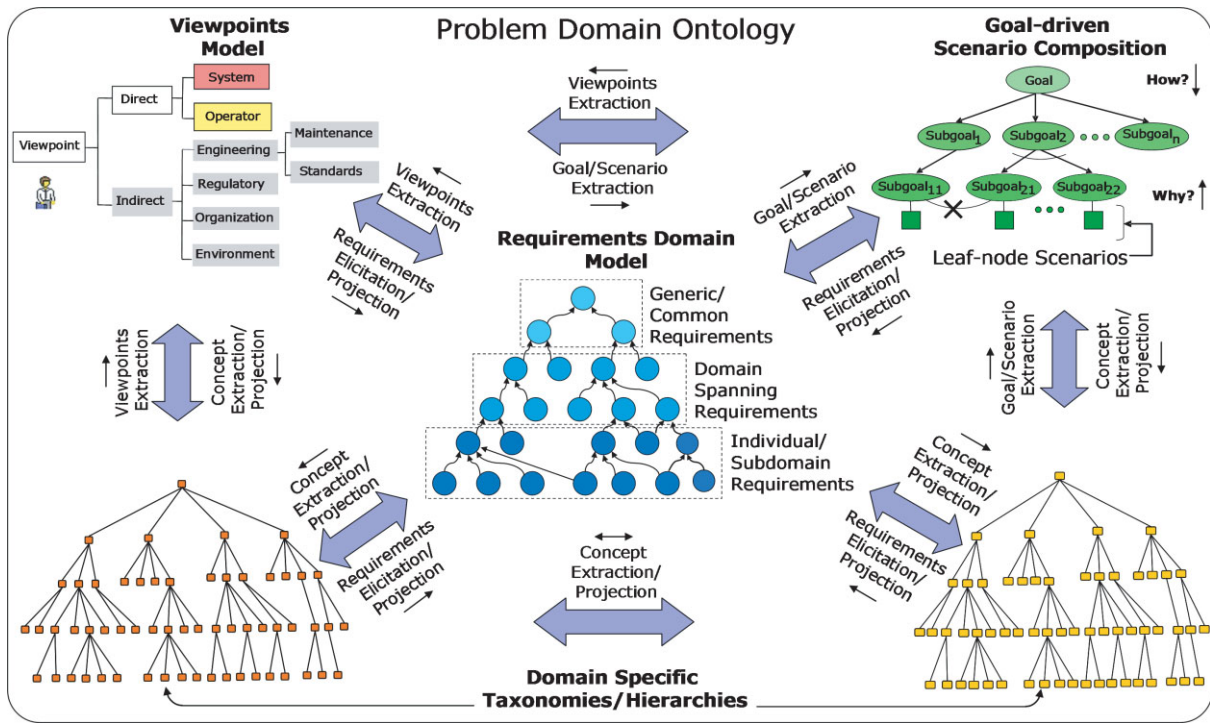 Problem Domain Ontology
Viewpoints
Model
Viewpoint
Direct
Indirect
System
Operator
Engineering
Regulatory
Organization
Environment
Maintenance
Standards
Viewpoints
Extraction
Goal/Scenario
Extraction
Goal-driven
Scenario Composition
Goal
How?
Subgoal1
Subgoal2
Subgoaln
Subgoal11
Subgoal21
Subgoal22
Why?
Leaf-node Scenarios
Viewpoints
Extraction
Requirements
Elicitation/
Projection
Goal/Scenario
Extraction
Requirements
Elicitation/
Projection
Requirements Domain
Model
Generic/
Common
Requirements
Domain
Spanning
Requirements
Individual/
Subdomain
Requirements
Viewpoints
Extraction
Concept
Extraction/
Projection
Goal/Scenario
Extraction
Concept
Extraction/
Projection
Concept
Extraction/
Projection
Requirements
Elicitation/
Projection
Concept
Extraction/
Projection
Concept
Extraction/
Projection
Requirements
Elicitation/
Projection
Domain Specific
Taxonomies/Hierarchies